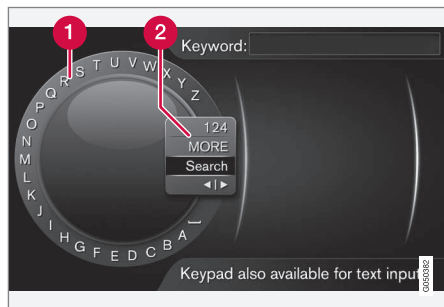 1
2
Keyword:
A B C D E F G H I J K L M N O P Q R S T U V W X Y Z
124
MORE
Search
◄|►
Keypad also available for text input
G050382